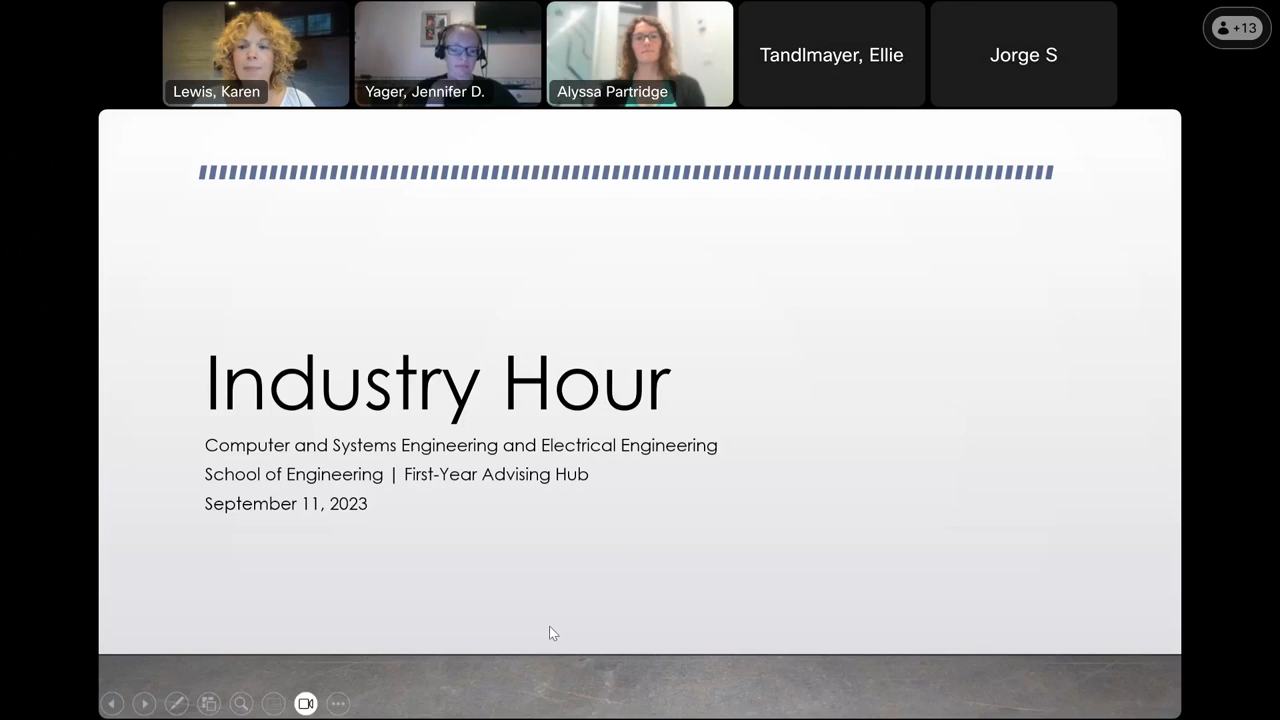 Lewis, Karen
Yager, Jennifer D.
Alyssa Partridge
Tandlmayer, Ellie
Jorge S
+13
Industry Hour
Computer and Systems Engineering and Electrical Engineering
School of Engineering | First-Year Advising Hub
September 11, 2023